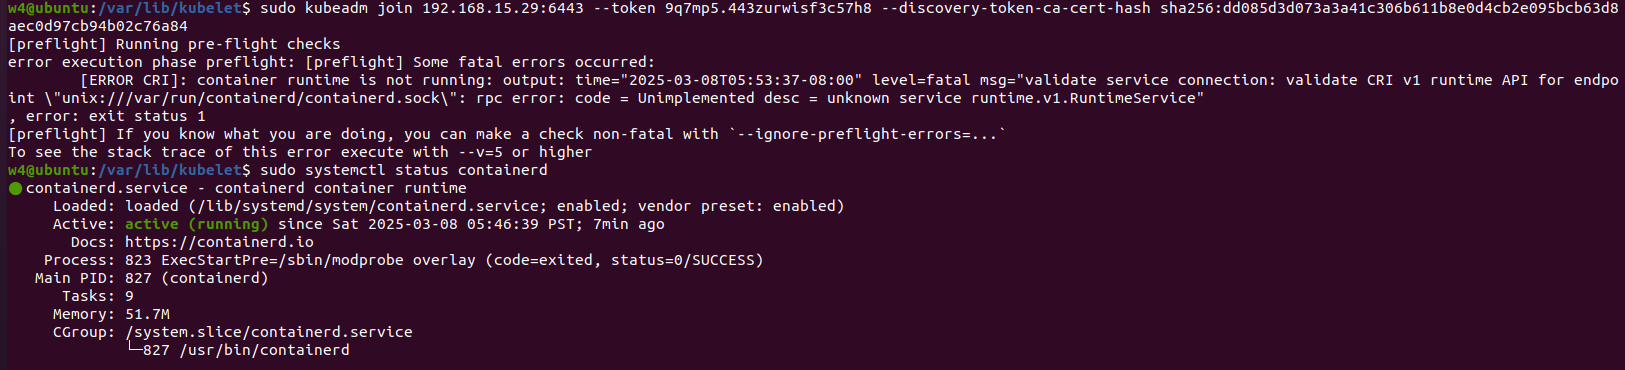 w4@ubuntu:/var/lib/kubelet$ sudo kubeadm join 192.168.15.29:6443 --token 9q7mp5.443zurwisf3c57h8 --discovery-token-ca-cert-hash sha256:dd085d3d073a3a41c306b611b8e0d4cb2e095bcb63d8
aec0d97cb94b02c76a84
[preflight] Running pre-flight checks
error execution phase preflight: [preflight] Some fatal errors occurred:
        [ERROR CRI]: container runtime is not running: output: time="2025-03-08T05:53:37-08:00" level=fatal msg="validate service connection: validate CRI v1 runtime API for endpo
int \"unix:///var/run/containerd/containerd.sock\": rpc error: code = Unimplemented desc = unknown service runtime.v1.RuntimeService"
, error: exit status 1
[preflight] If you know what you are doing, you can make a check non-fatal with `--ignore-preflight-errors=...`
To see the stack trace of this error execute with --v=5 or higher
w4@ubuntu:/var/lib/kubelet$ sudo systemctl status containerd
● containerd.service - containerd container runtime
     Loaded: loaded (/lib/systemd/system/containerd.service; enabled; vendor preset: enabled)
     Active: active (running) since Sat 2025-03-08 05:46:39 PST; 7min ago
       Docs: https://containerd.io
    Process: 823 ExecStartPre=/sbin/modprobe overlay (code=exited, status=0/SUCCESS)
   Main PID: 827 (containerd)
      Tasks: 9
     Memory: 51.7M
     CGroup: /system.slice/containerd.service
             └─827 /usr/bin/containerd